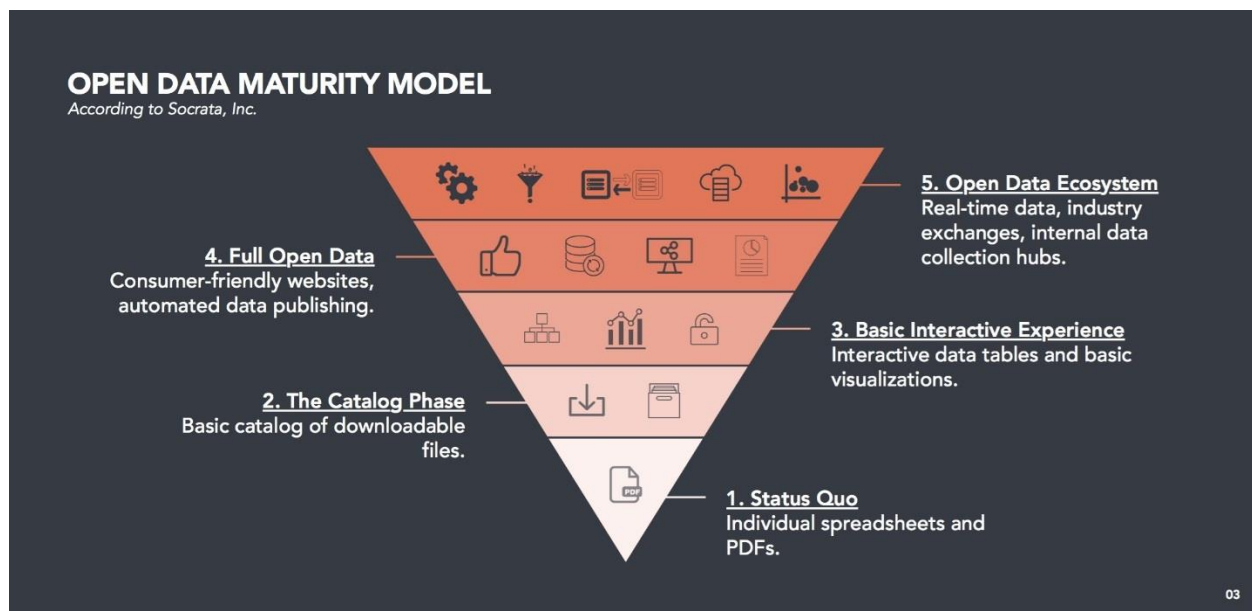 OPEN DATA MATURITY MODEL
According to Socrata, Inc.
5. Open Data Ecosystem
Real-time data, industry
exchanges, internal data
collection hubs.
4. Full Open Data
Consumer-friendly websites,
automated data publishing.
3. Basic Interactive Experience
Interactive data tables and basic
visualizations.
2. The Catalog Phase
Basic catalog of downloadable
files.
PDF
1. Status Quo
Individual spreadsheets and
PDFs.
03